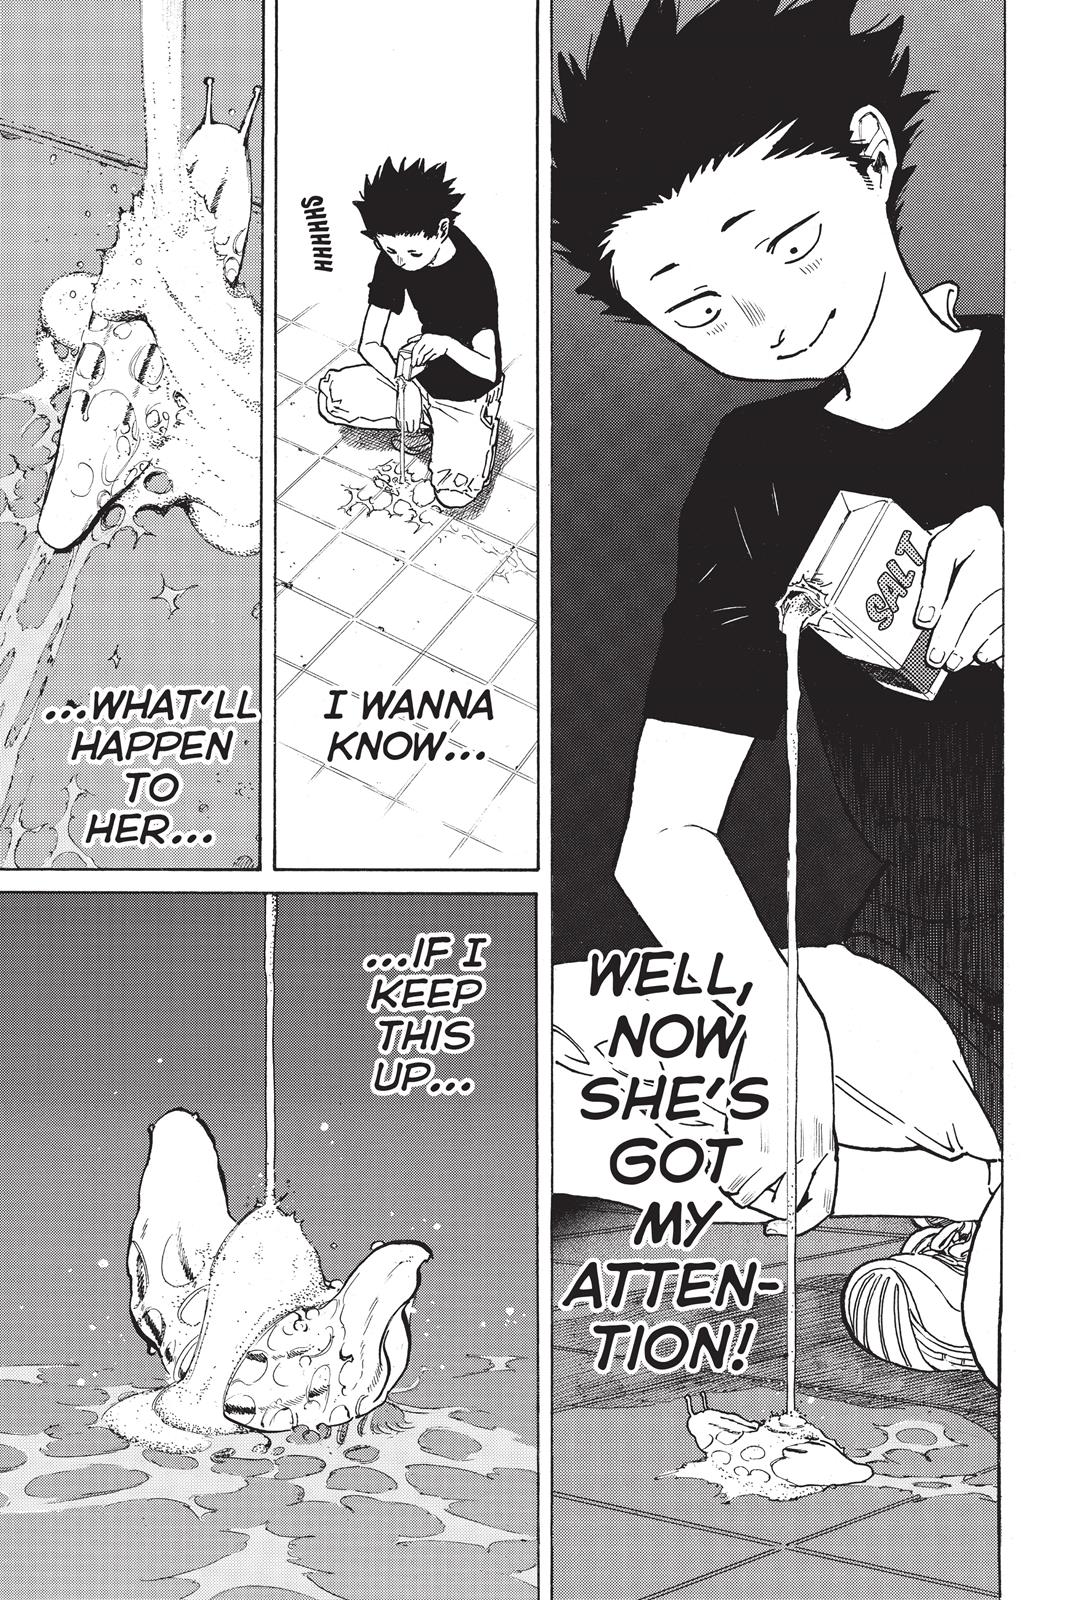 SALT
WELL,
NOW
SHE'S
GOT
MY
ATTEN-
TION!
SHHHHH
I WANNA
KNOW...
...WHAT'LL
HAPPEN
TO
HER...
...IF I
KEEP
THIS
UP...